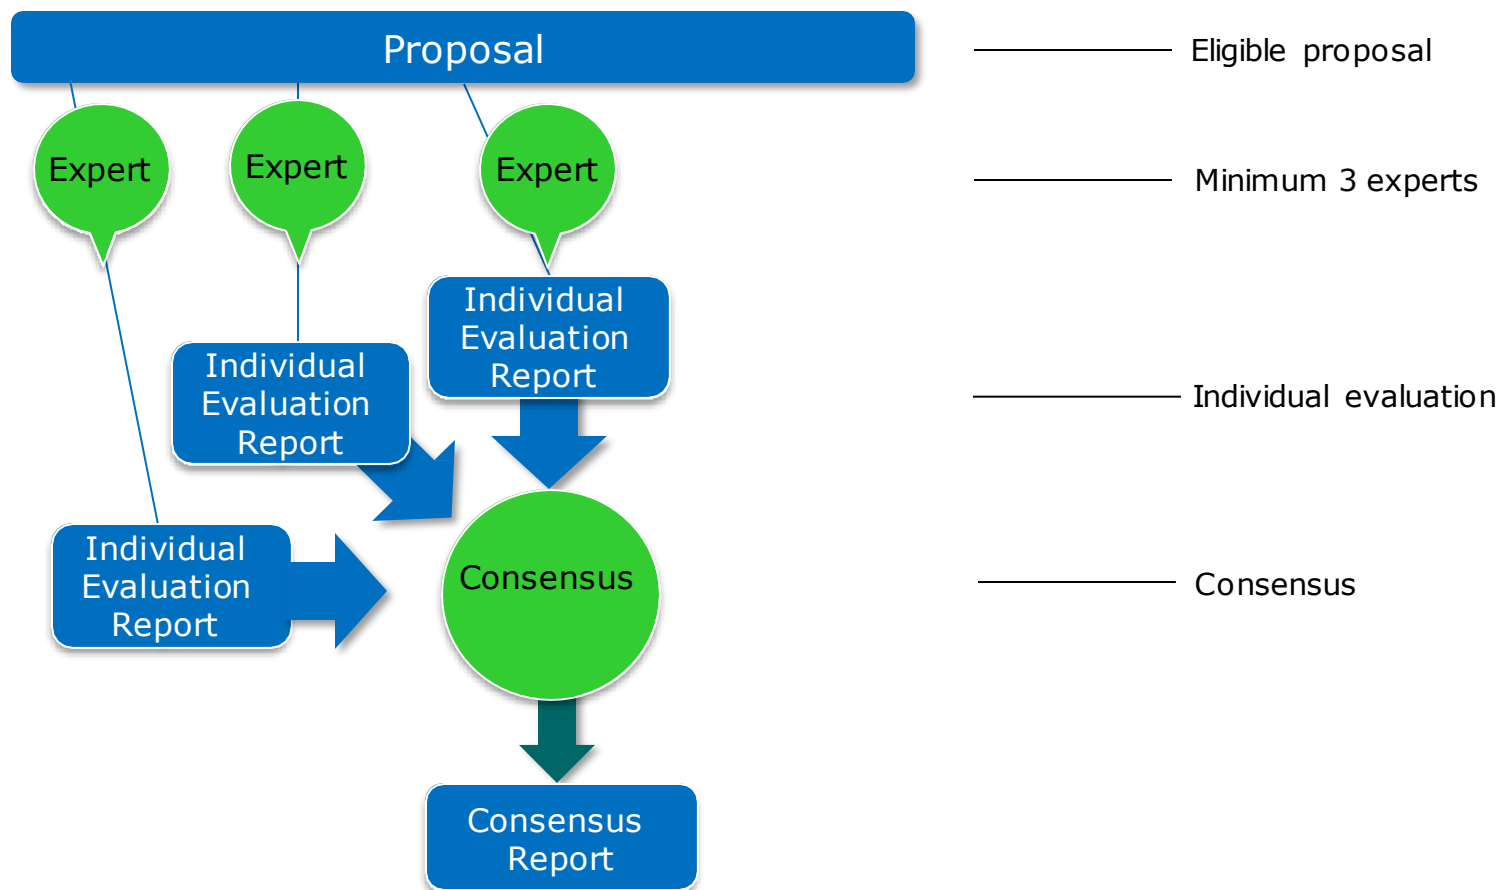 Proposal
Eligible proposal
Expert
Expert
Expert
Minimum 3 experts
Individual
Evaluation
Report
Individual
Evaluation
Report
Individual evaluation
Individual
Evaluation
Report
Consensus
Consensus
Consensus
Report